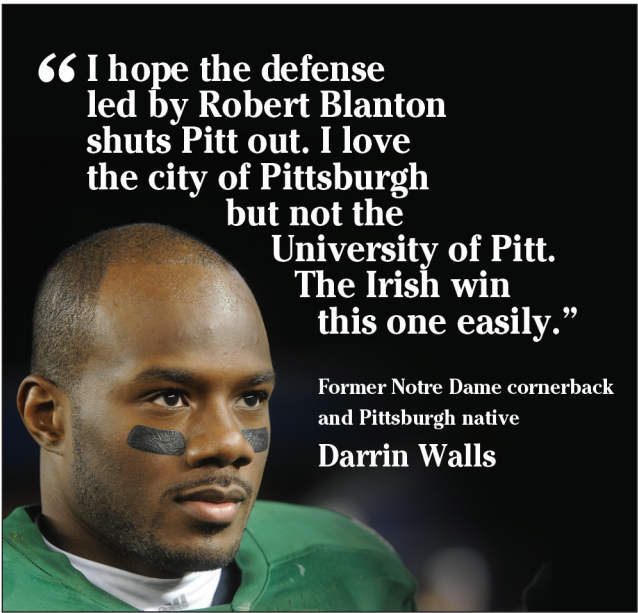 “ I hope the defense
led by Robert Blanton
shuts Pitt out. I love
the city of Pittsburgh
but not the
University of Pitt.
The Irish win
this one easily.”
Former Notre Dame cornerback
and Pittsburgh native
Darrin Walls